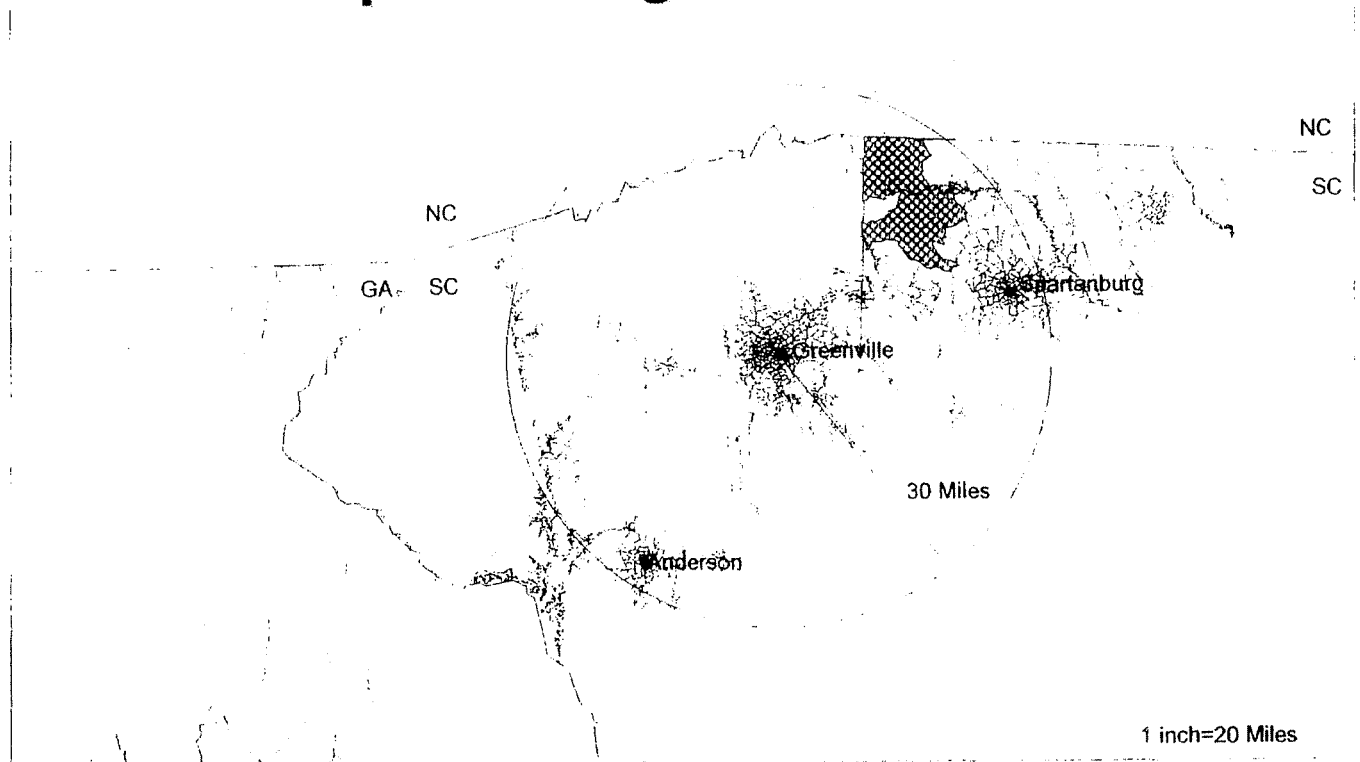 NC
SC
NC
GA SC
Spartanburg
Greenville
30 Miles
Anderson
1 inch=20 Miles